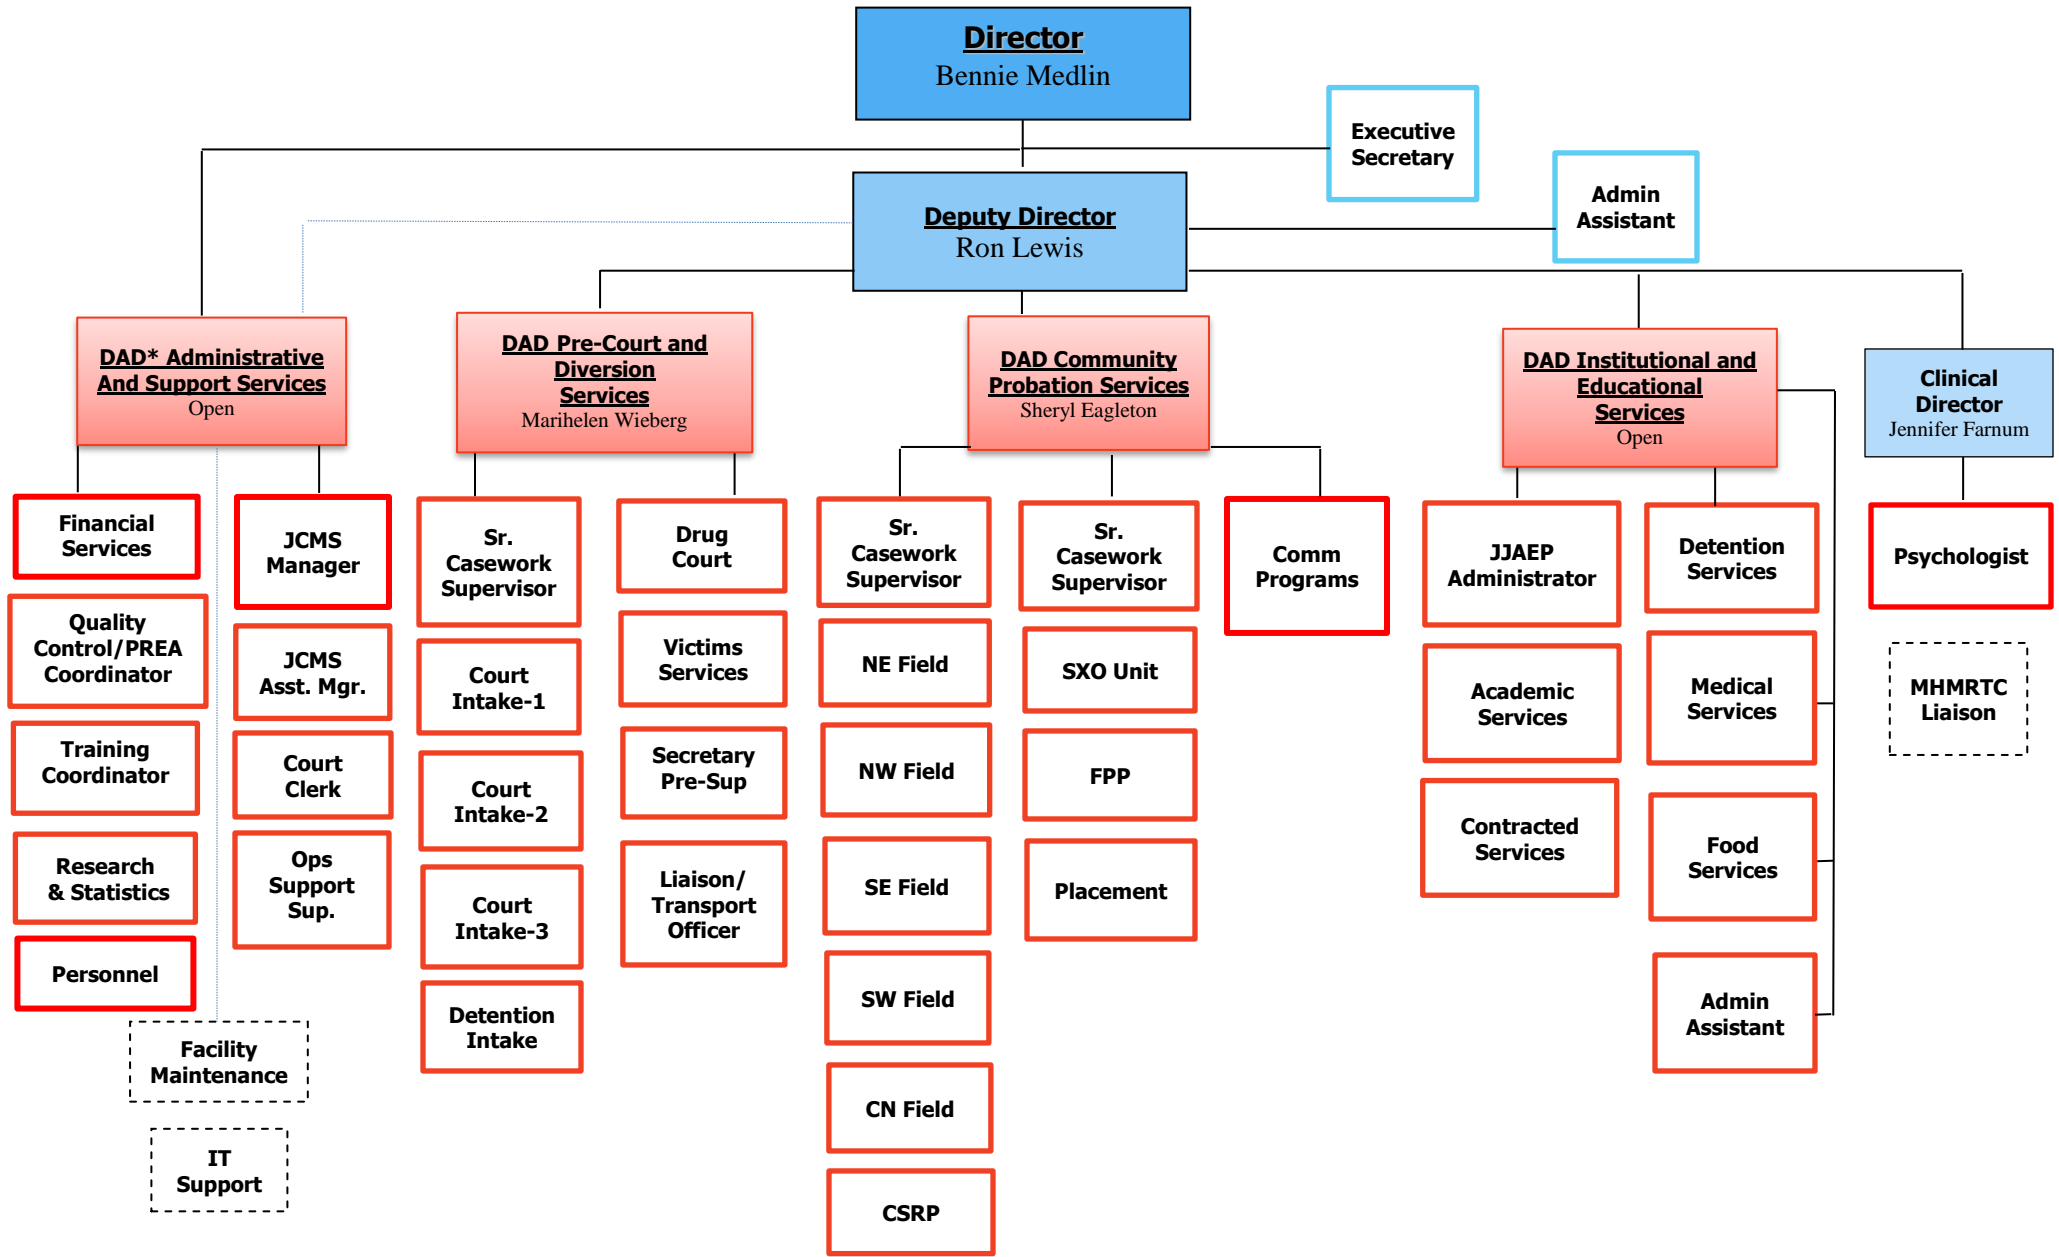 Director
Bennie Medlin
Executive
Secretary
Admin
Assistant
Deputy Director
Ron Lewis
DAD* Administrative
And Support Services
Open
DAD Pre-Court and
Diversion
Services
Marihelen Wieberg
DAD Community
Probation Services
Sheryl Eagleton
DAD Institutional and
Educational
Services
Open
Clinical
Director
Jennifer Farnum
Financial
Services
Quality
Control/PREA
Coordinator
Training
Coordinator
Research
& Statistics
Personnel
JCMS
Manager
JCMS
Asst. Mgr.
Court
Clerk
Ops
Support
Sup.
Facility
Maintenance
IT
Support
Sr.
Casework
Supervisor
Court
Intake-1
Court
Intake-2
Court
Intake-3
Detention
Intake
Drug
Court
Victims
Services
Secretary
Pre-Sup
Liaison/
Transport
Officer
Sr.
Casework
Supervisor
NE Field
NW Field
SE Field
SW Field
CN Field
CSRP
Sr.
Casework
Supervisor
SXO Unit
FPP
Placement
Comm
Programs
JJAEP
Administrator
Academic
Services
Contracted
Services
Detention
Services
Medical
Services
Food
Services
Admin
Assistant
Psychologist
MHMRTC
Liaison